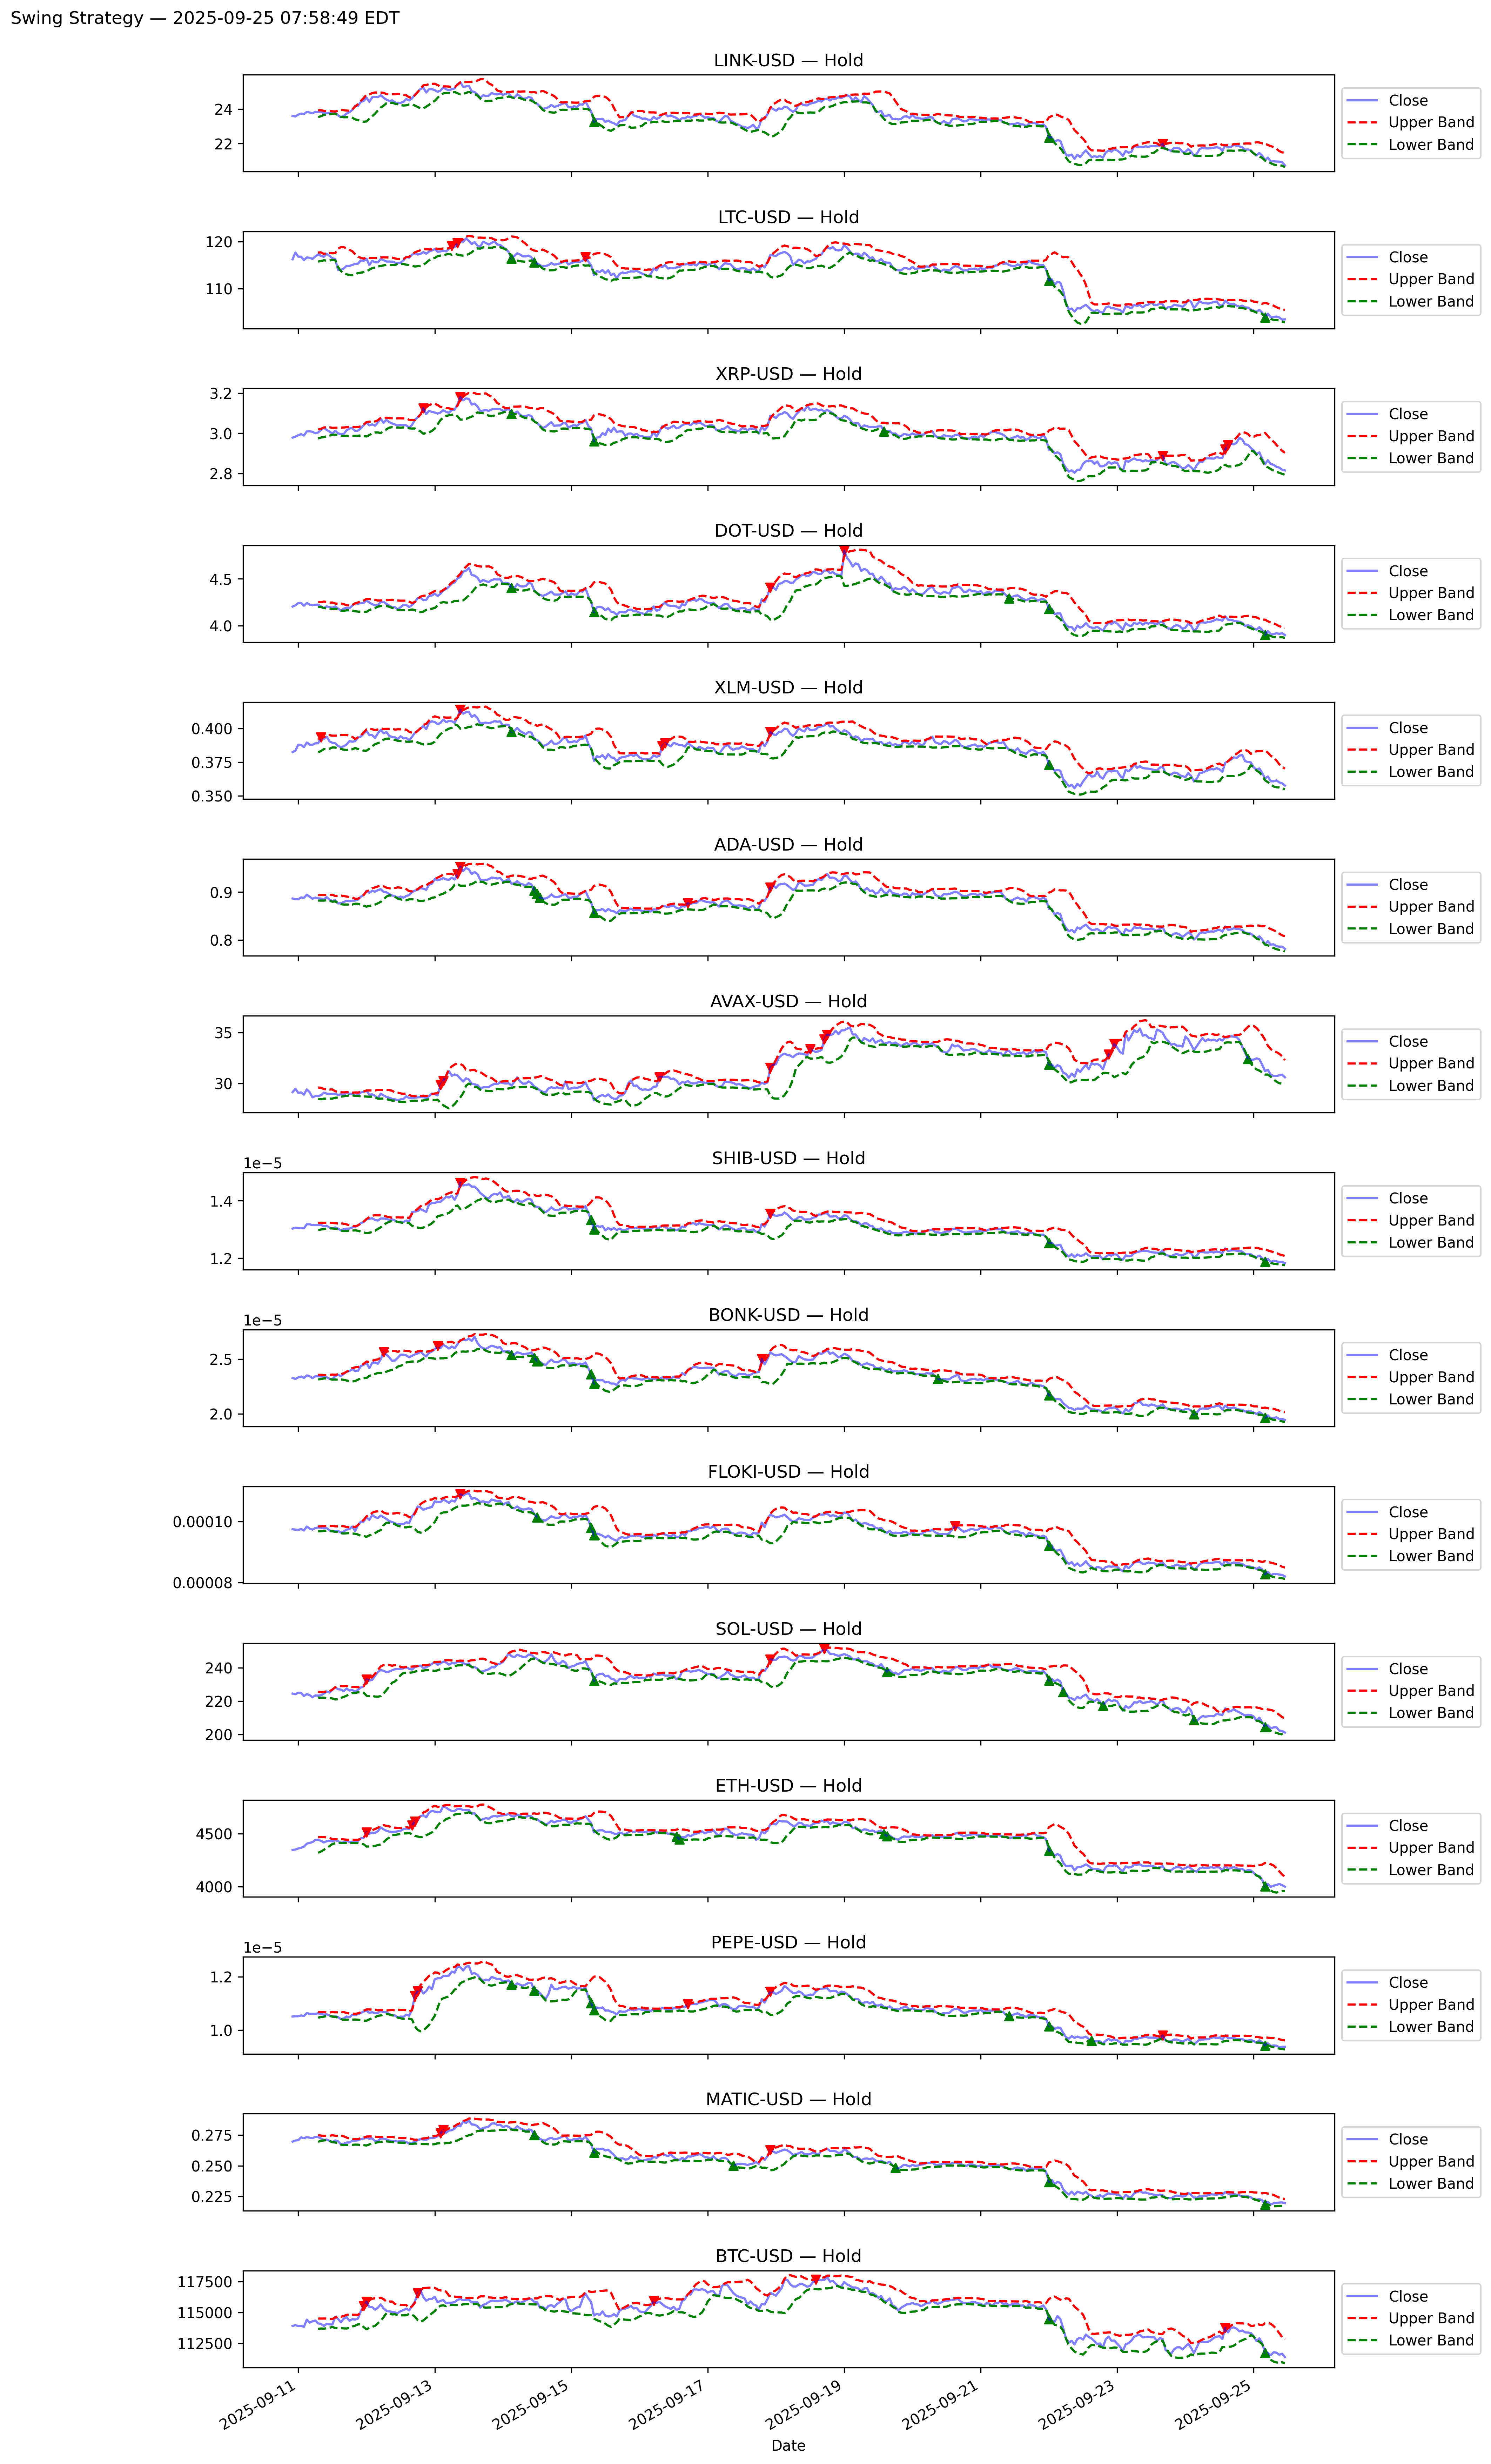 Swing Strategy — 2025-09-25 07:58:49 EDT
LINK-USD — Hold
24
22
Close
Upper Band
Lower Band
LTC-USD — Hold
120
110
Close
Upper Band
Lower Band
XRP-USD — Hold
3.2
3.0
2.8
Close
Upper Band
Lower Band
DOT-USD — Hold
4.5
4.0
Close
Upper Band
Lower Band
XLM-USD — Hold
0.400
0.375
0.350
Close
Upper Band
Lower Band
ADA-USD — Hold
0.9
0.8
Close
Upper Band
Lower Band
AVAX-USD — Hold
35
30
Close
Upper Band
Lower Band
SHIB-USD — Hold
1e−5
1.4
1.2
Close
Upper Band
Lower Band
BONK-USD — Hold
1e−5
2.5
2.0
Close
Upper Band
Lower Band
FLOKI-USD — Hold
0.00010
0.00008
Close
Upper Band
Lower Band
SOL-USD — Hold
240
220
200
Close
Upper Band
Lower Band
ETH-USD — Hold
4500
4000
Close
Upper Band
Lower Band
PEPE-USD — Hold
1e−5
1.2
1.0
Close
Upper Band
Lower Band
MATIC-USD — Hold
0.275
0.250
0.225
Close
Upper Band
Lower Band
BTC-USD — Hold
117500
115000
112500
Close
Upper Band
Lower Band
2025-09-11
2025-09-13
2025-09-15
2025-09-17
2025-09-19
2025-09-21
2025-09-23
2025-09-25
Date